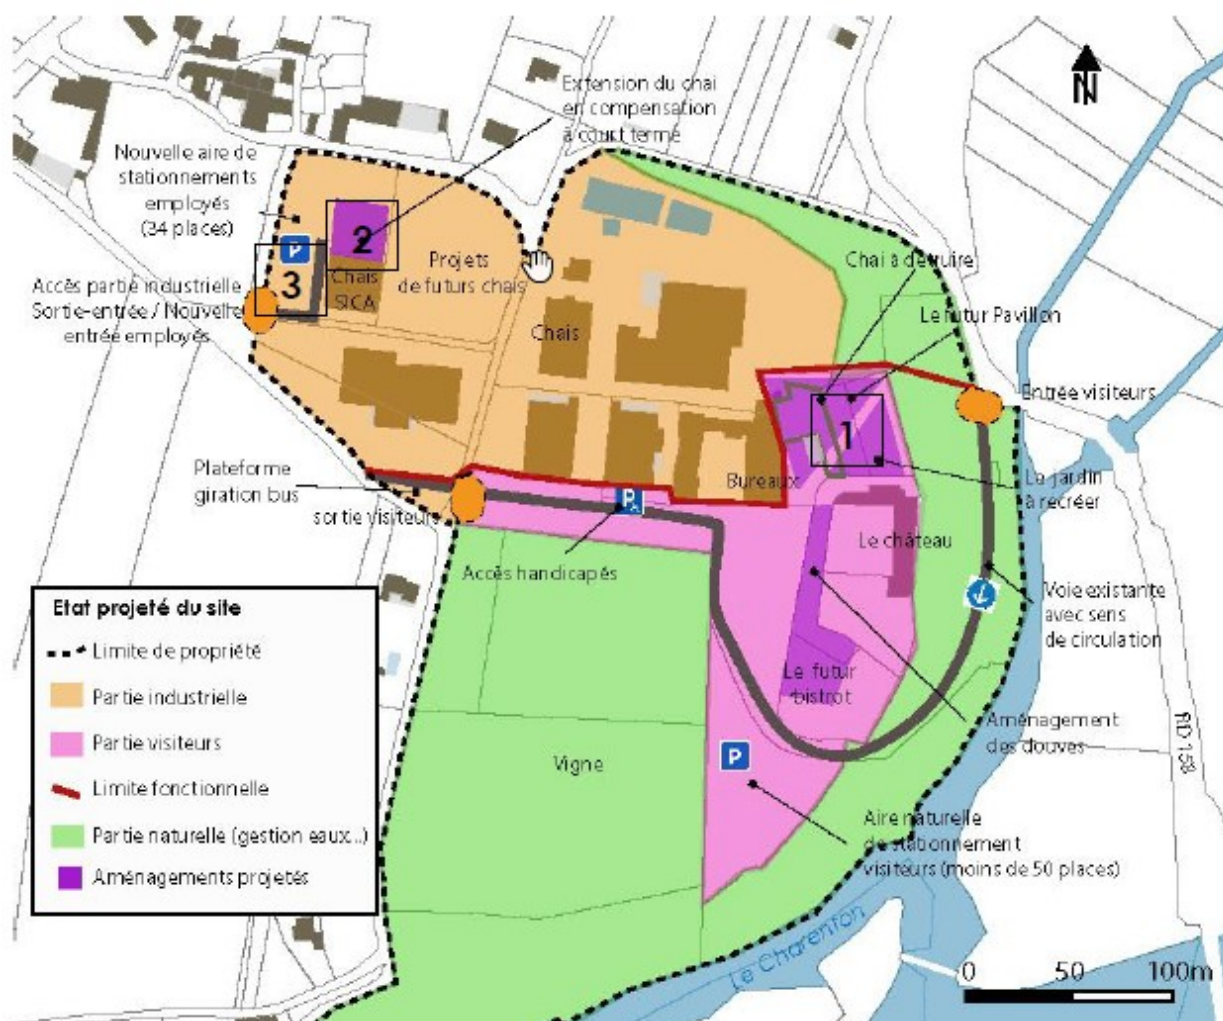 N
Extension du chai
en compensation
à court terme
Nouvelle aire de
stationnements
employés
(34 places)
P
2
3
Chais
SICA
Projets
de futurs chais
Accès partie industrielle
Sortie-entrée / Nouvelle
entrée employés
Chais
Chai à détruire
Le futur Pavillon
Entrée visiteurs
1
Plateforme
giration bus
sortie visiteurs
Bureaux
Le jardin
à recréer
P
Accès handicapés
Le château
Voie existante
avec sens
de circulation
Le futur
bistrot
Aménagement
des douves
RD 158
Vigne
P
Aire naturelle
de stationnement
visiteurs (moins de 50 places)
Le Charenton
Etat projeté du site
Limite de propriété
Partie industrielle
Partie visiteurs
Limite fonctionnelle
Partie naturelle (gestion eaux...)
Aménagements projetés
0 50 100m